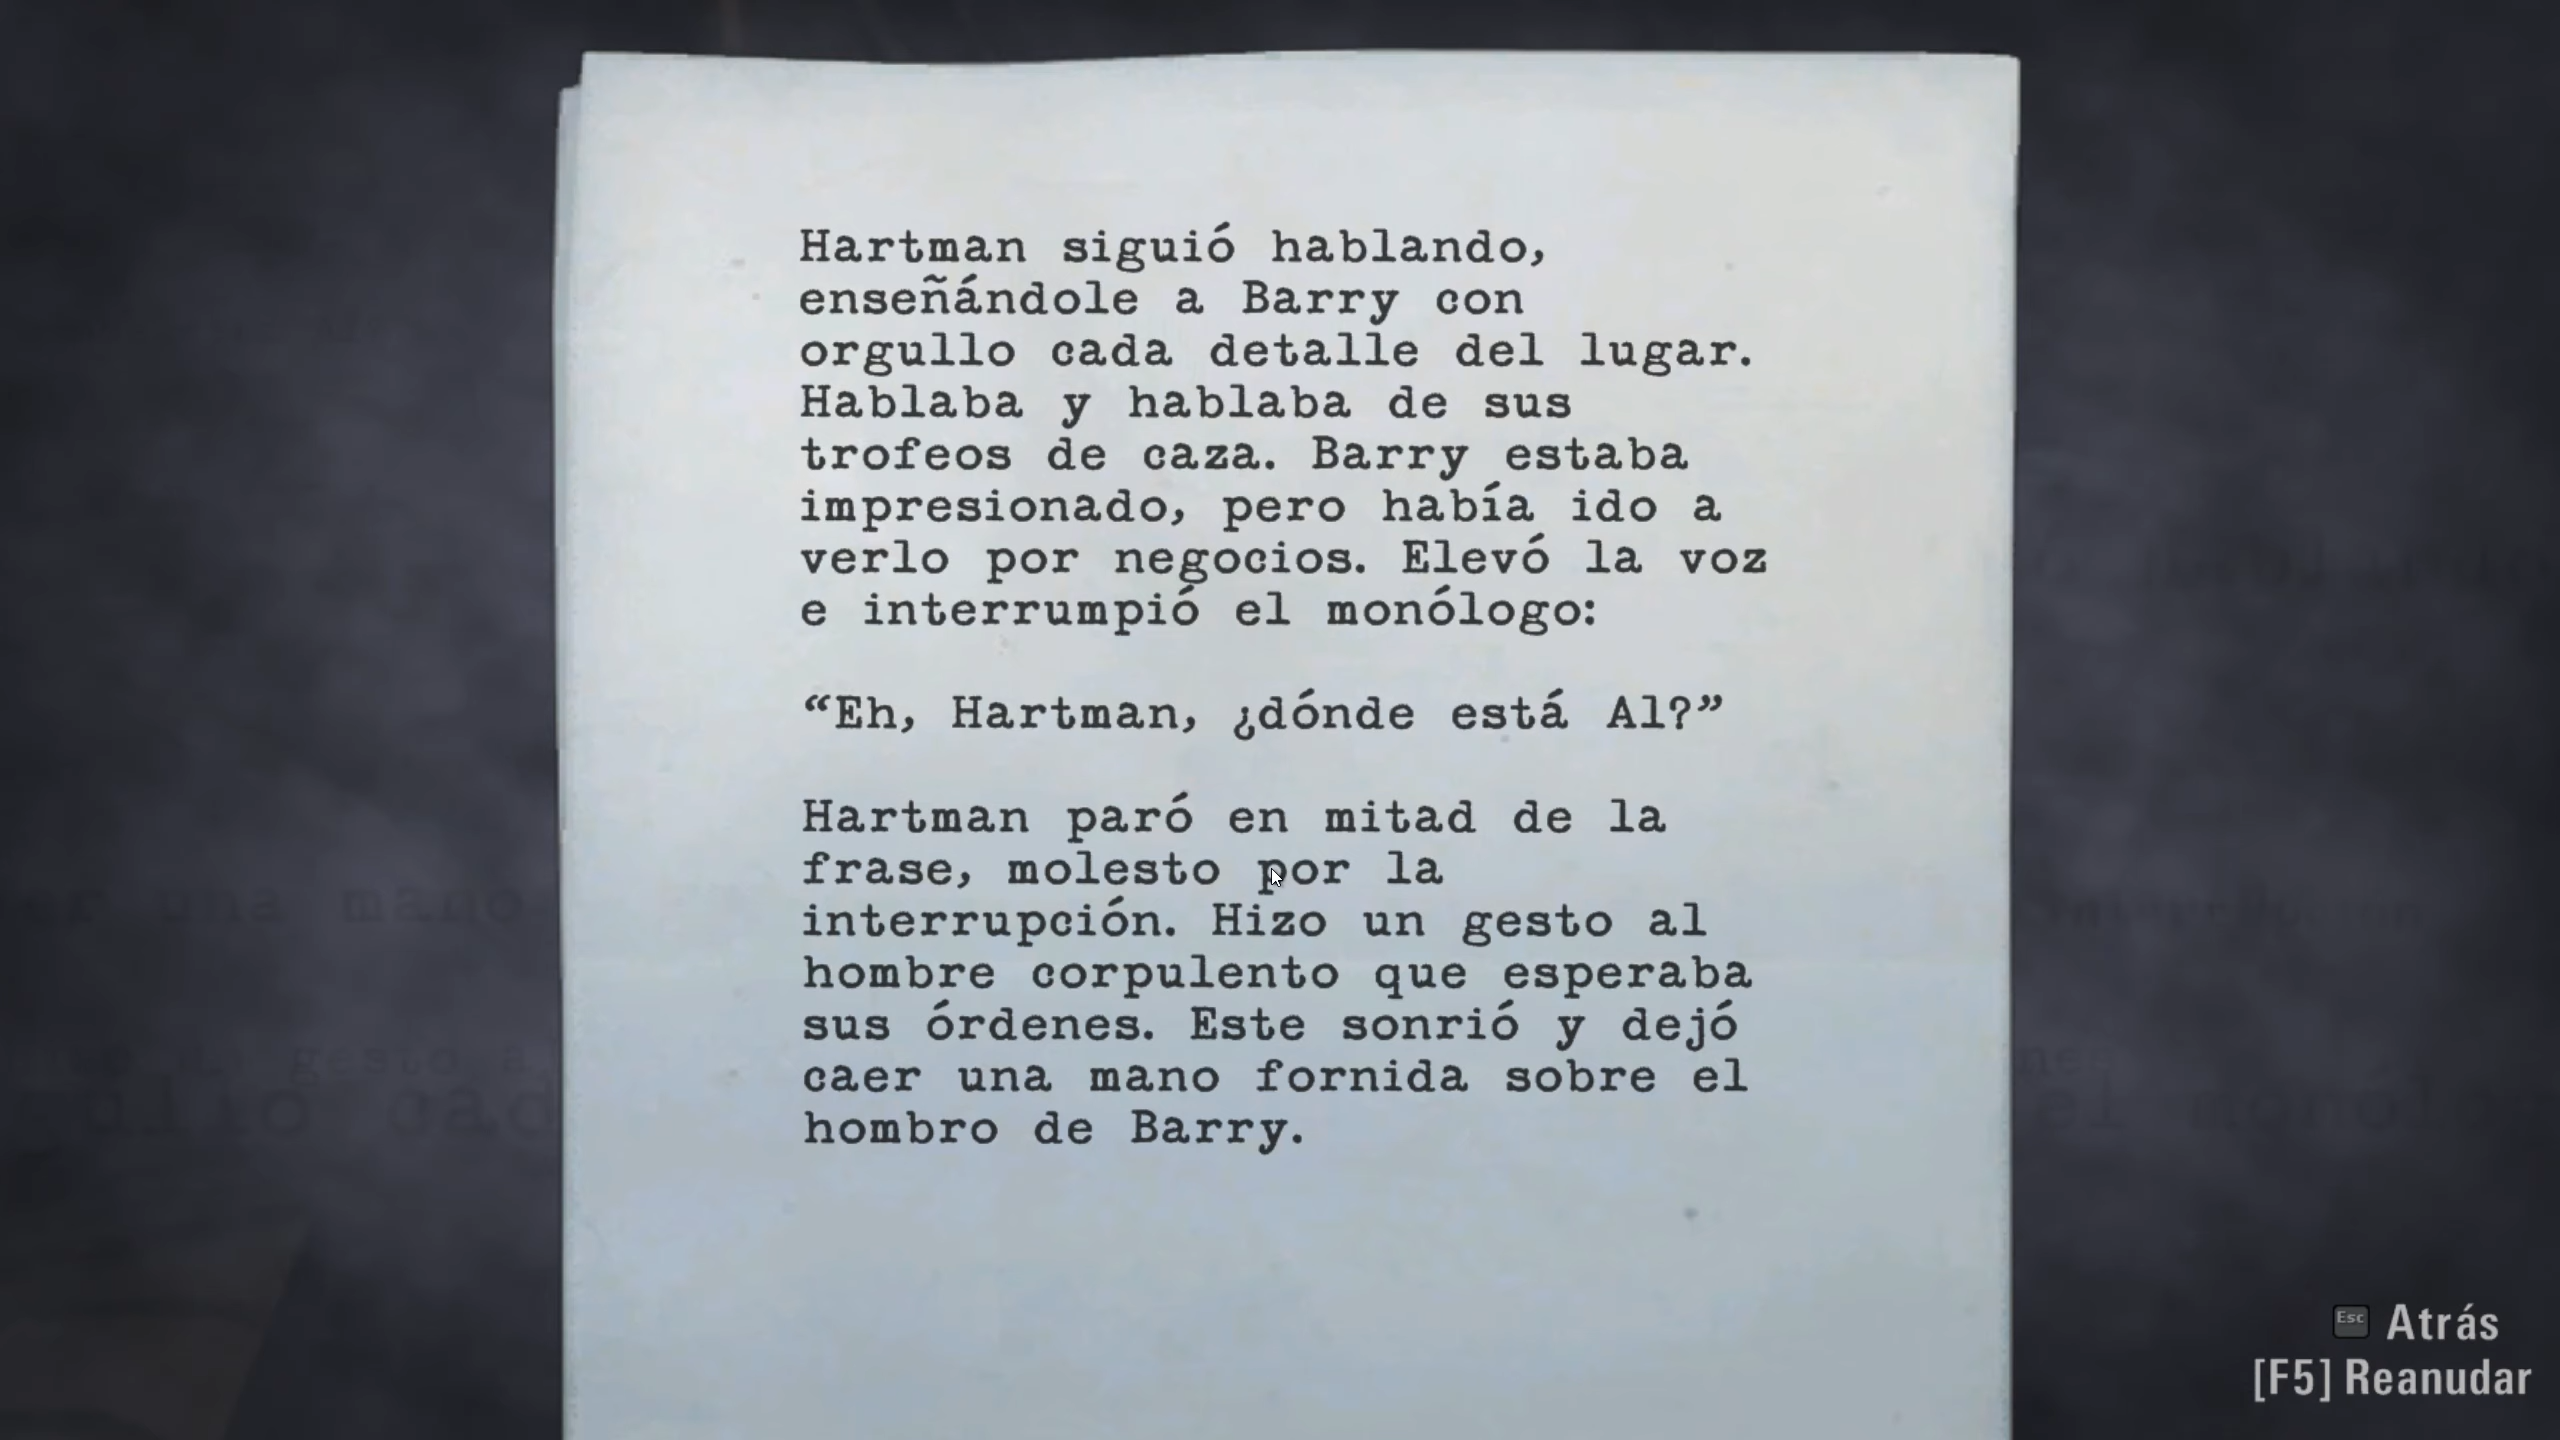 Hartman siguió hablando,
enseñándole a Barry con
orgullo cada detalle del lugar.
Hablaba y hablaba de sus
trofeos de caza. Barry estaba
impresionado, pero había ido a
verlo por negocios. Elevó la voz
e interrumpió el monólogo:
“Eh, Hartman, ¿dónde está Al?”
Hartman paró en mitad de la
frase, molesto por la
interrupción. Hizo un gesto al
hombre corpulento que esperaba
sus órdenes. Este sonrió y dejó
caer una mano fornida sobre el
hombro de Barry.
Esc Atrás
[F5] Reanudar